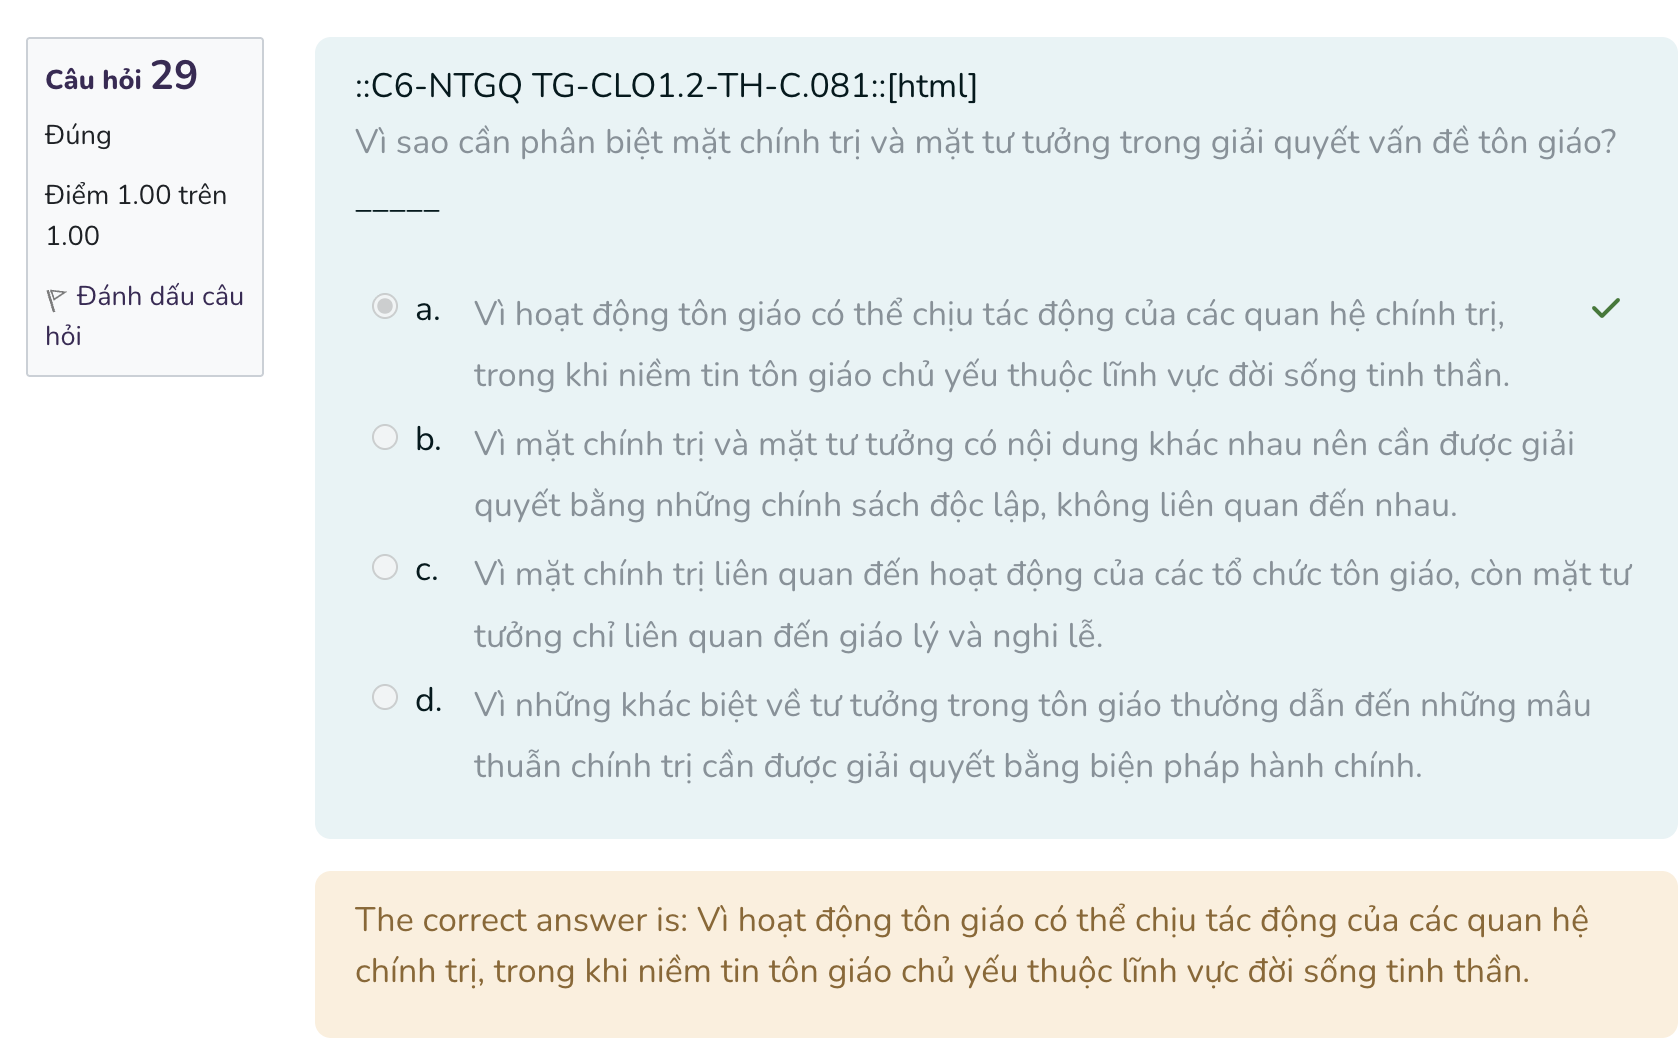 Câu hỏi 29
Đúng
Điểm 1.00 trên
1.00
Đánh dấu câu
hỏi
::C6-NTGQ TG-CLO1.2-TH-C.081::[html]
Vì sao cần phân biệt mặt chính trị và mặt tư tưởng trong giải quyết vấn đề tôn giáo?
_____
a. Vì hoạt động tôn giáo có thể chịu tác động của các quan hệ chính trị,
trong khi niềm tin tôn giáo chủ yếu thuộc lĩnh vực đời sống tinh thần.
b. Vì mặt chính trị và mặt tư tưởng có nội dung khác nhau nên cần được giải
quyết bằng những chính sách độc lập, không liên quan đến nhau.
c. Vì mặt chính trị liên quan đến hoạt động của các tổ chức tôn giáo, còn mặt tư
tưởng chỉ liên quan đến giáo lý và nghi lễ.
d. Vì những khác biệt về tư tưởng trong tôn giáo thường dẫn đến những mâu
thuẫn chính trị cần được giải quyết bằng biện pháp hành chính.
The correct answer is: Vì hoạt động tôn giáo có thể chịu tác động của các quan hệ
chính trị, trong khi niềm tin tôn giáo chủ yếu thuộc lĩnh vực đời sống tinh thần.